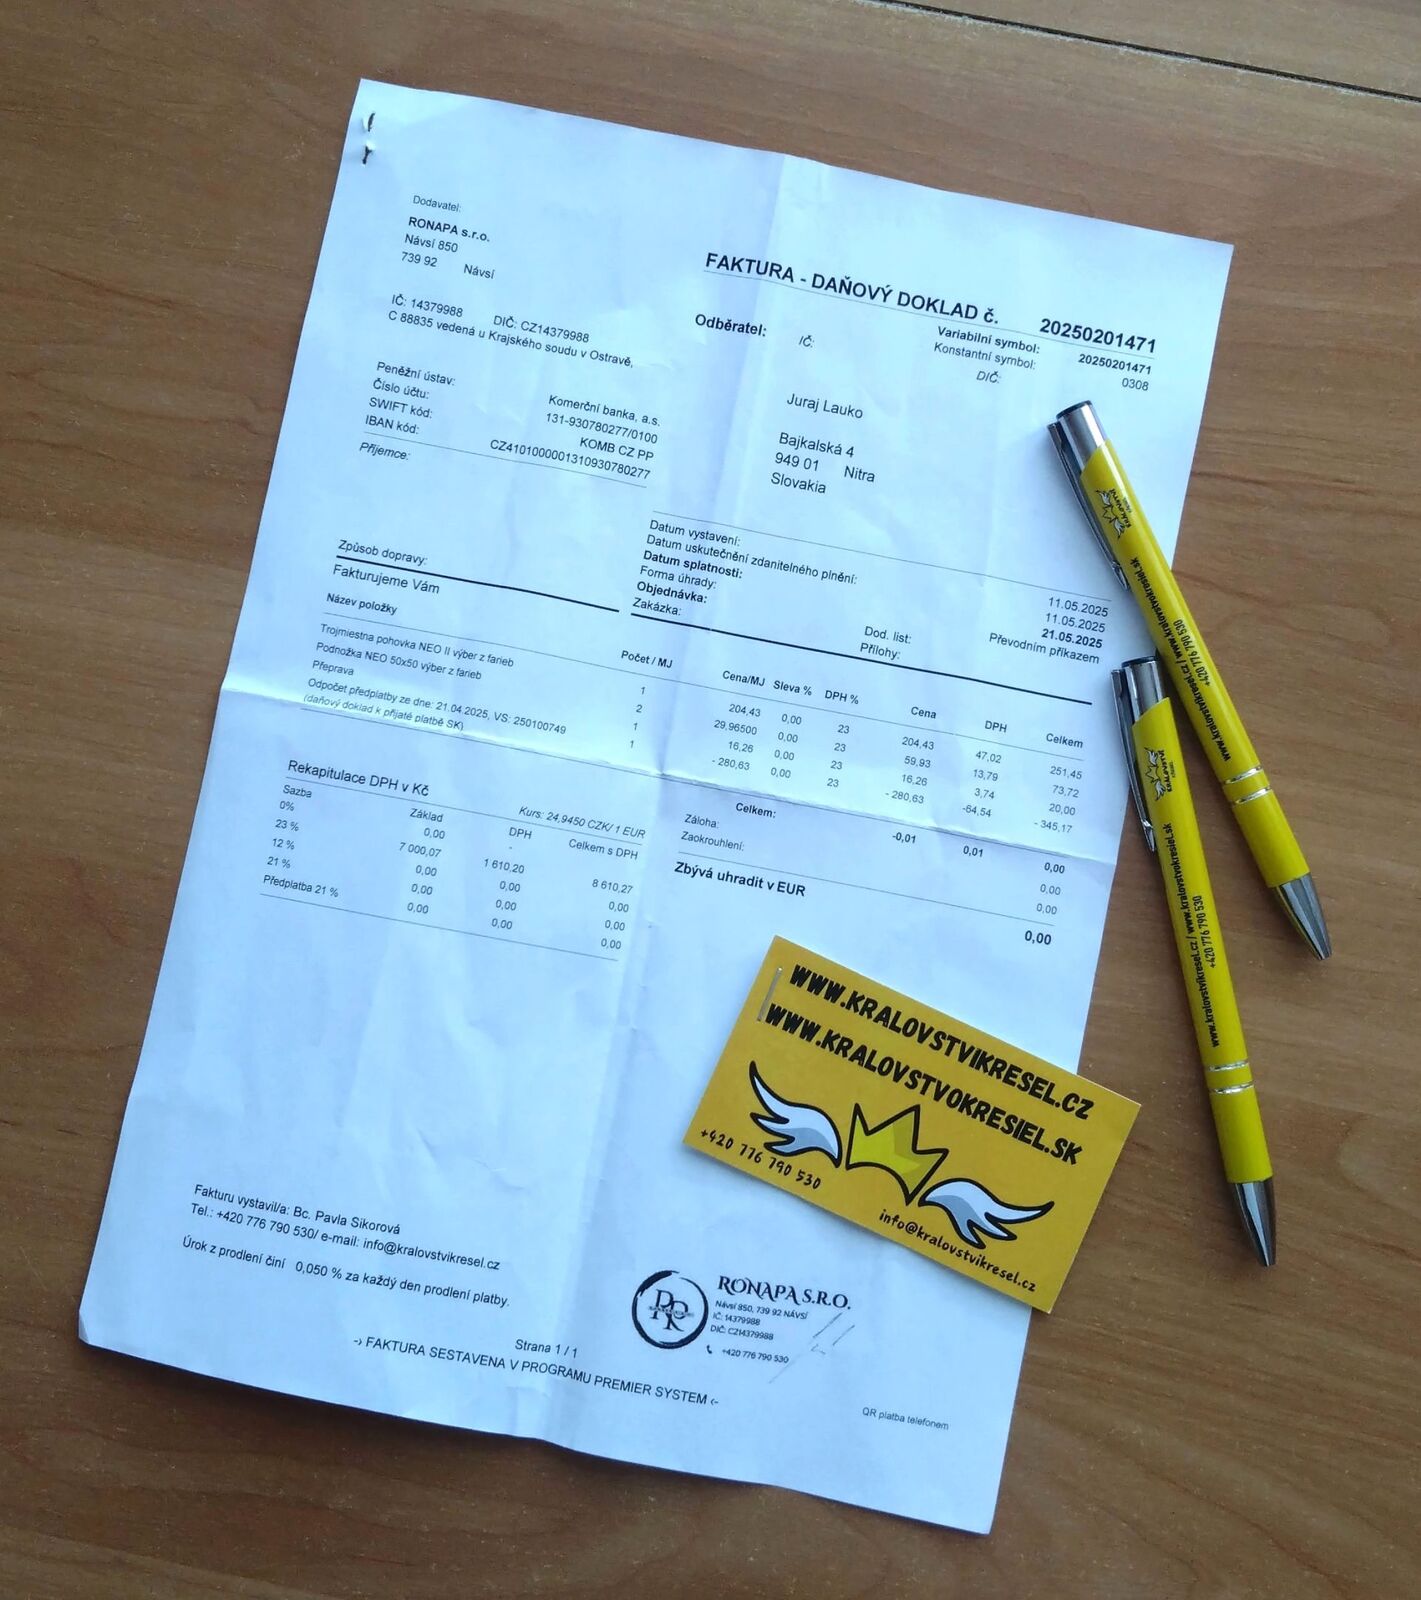 Dodavatel:
RONAPA s.r.o.
Návsí 850
739 92 Návsí
IČ: 14379988 DIČ: CZ14379988
C 88835 vedená u Krajského soudu v Ostravě,
Peněžní ústav: Komerční banka, a.s.
Číslo účtu: 131-930780277/0100
SWIFT kód: KOMB CZ PP
IBAN kód: CZ4101000001310930780277
Příjemce:
FAKTURA - DAŇOVÝ DOKLAD č. 20250201471
Odběratel: IČ:
Variabilní symbol: 20250201471
Konstantní symbol: 0308
DIČ:
Juraj Lauko
Bajkalská 4
949 01 Nitra
Slovakia
Způsob dopravy:
Datum vystavení: 11.05.2025
Datum uskutečnění zdanitelného plnění: 11.05.2025
Datum splatnosti: 21.05.2025
Forma úhrady: Převodním příkazem
Objednávka: Dod. list:
Zakázka: Přílohy:
Fakturujeme Vám
Název položky Počet / MJ Cena/MJ Sleva % DPH % Cena DPH Celkem
Trojmiestna pohovka NEO II výber z farieb 1 204,43 0,00 23 204,43 47,02 251,45
Podnožka NEO 50x50 výber z farieb 2 29,96500 0,00 23 59,93 13,79 73,72
Přeprava 1 16,26 0,00 23 16,26 3,74 20,00
Odpočet předplatby ze dne: 21.04.2025, VS: 250100749 1 - 280,63 0,00 23 - 280,63 -64,54 - 345,17
(daňový doklad k přijaté platbě SK)
Celkem: -0,01 0,01 0,00
Záloha: 0,00
Zaokrouhlení: 0,00
Zbývá uhradit v EUR 0,00
Rekapitulace DPH v Kč Kurs: 24,9450 CZK/ 1 EUR
Sazba Základ DPH Celkem s DPH
0% 0,00 -
23 % 7 000,07 1 610,20 8 610,27
12 % 0,00 0,00 0,00
21 % 0,00 0,00 0,00
Předplatba 21 % 0,00 0,00 0,00
WWW.KRALOVSTVIKRESEL.CZ
WWW.KRALOVSTVOKRESIEL.SK
+420 776 790 530
info@kralovstvikresel.cz
Fakturu vystavil/a: Bc. Pavla Sikorová
Tel.: +420 776 790 530/ e-mail: info@kralovstvikresel.cz
Úrok z prodlení činí 0,050 % za každý den prodlení platby.
RONAPA S.R.O.
Návsí 850, 739 92 NÁVSÍ
IČ: 14379988
DIČ: CZ14379988
+420 776 790 530
Strana 1 / 1
-› FAKTURA SESTAVENA V PROGRAMU PREMIER SYSTEM ‹-
QR platba telefonem
www.kralovstvikresel.cz / www.kralovstvokresiel.sk
+420 776 790 530
www.kralovstvikresel.cz / www.kralovstvokresiel.sk
+420 776 790 530